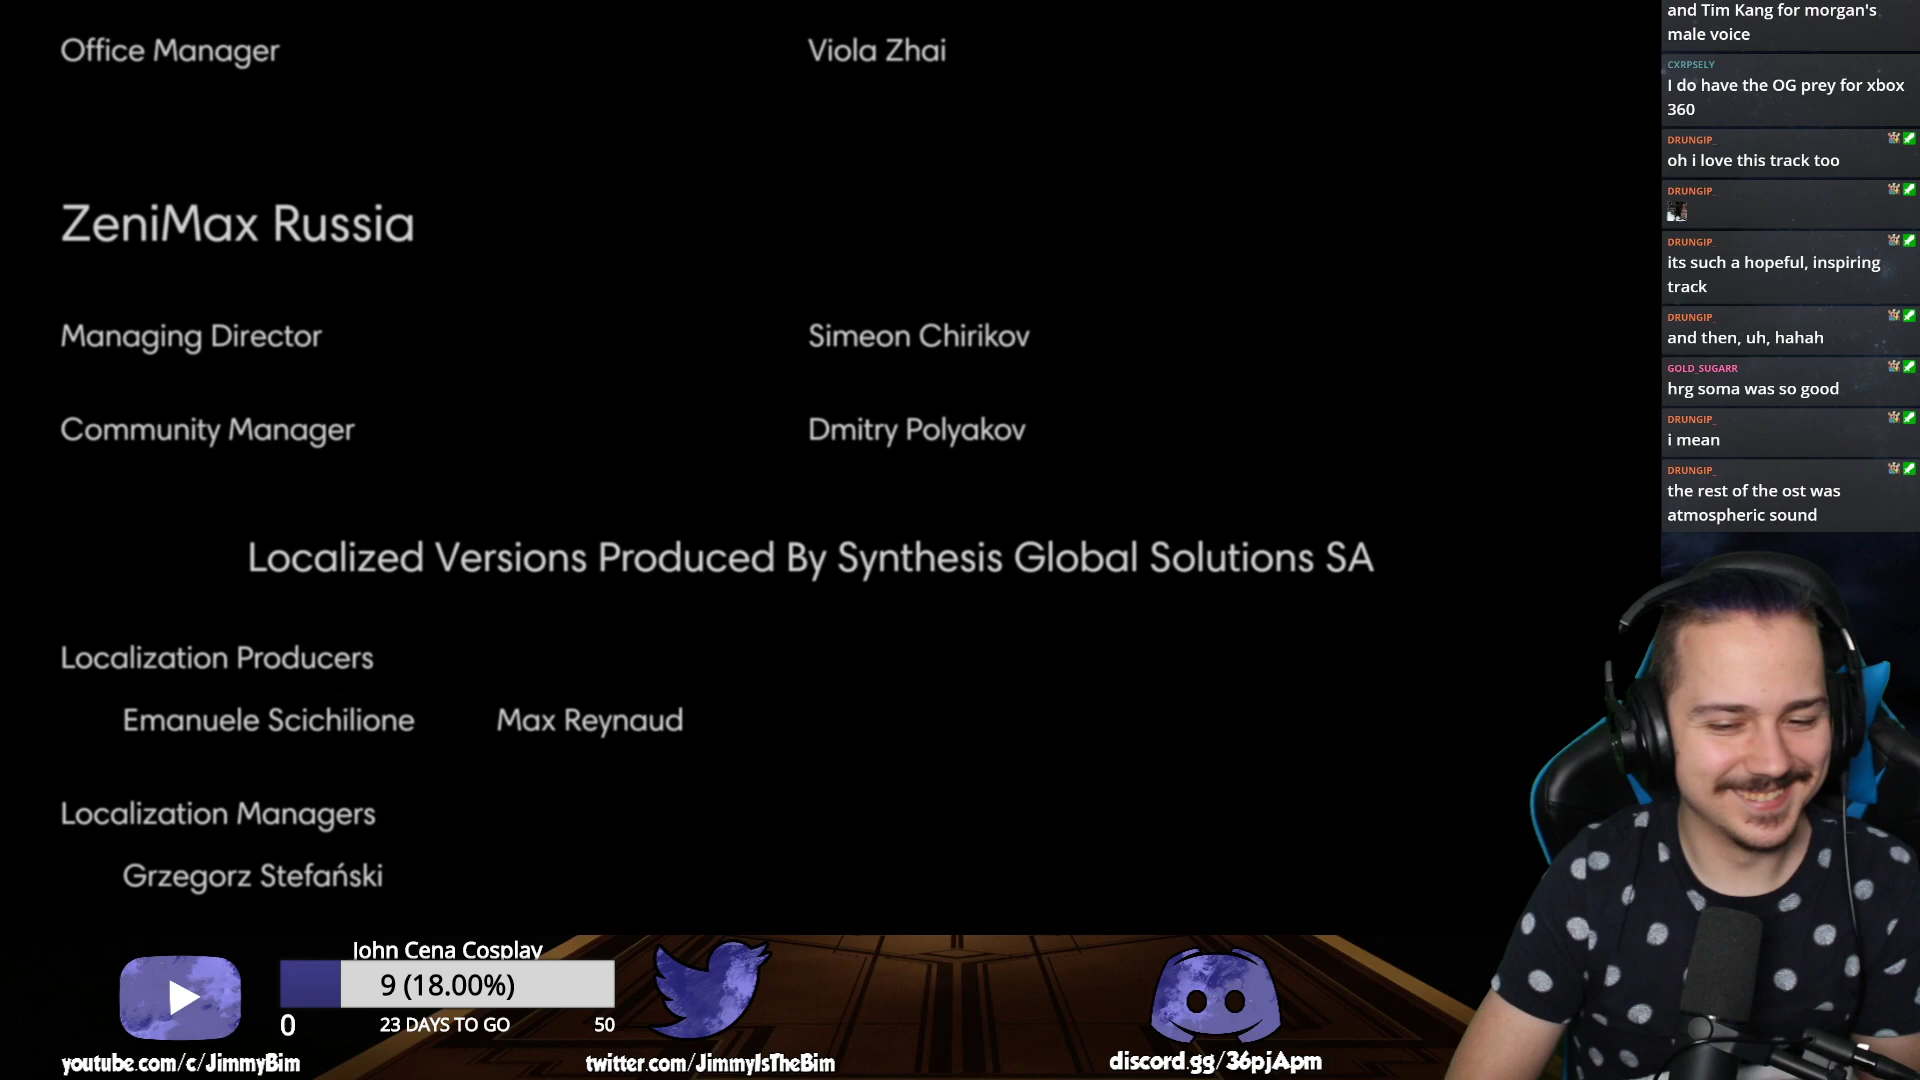 Office Manager
Viola Zhai
ZeniMax Russia
Managing Director
Simeon Chirikov
Community Manager
Dmitry Polyakov
Localized Versions Produced By Synthesis Global Solutions SA
Localization Producers
Emanuele Scichilione
Max Reynaud
Localization Managers
Grzegorz Stefański
and Tim Kang for morgan's
male voice
CXRPSELY
I do have the OG prey for xbox
360
DRUNGIP_
oh i love this track too
DRUNGIP_
DRUNGIP_
its such a hopeful, inspiring
track
DRUNGIP_
and then, uh, hahah
GOLD_SUGARR
hrg soma was so good
DRUNGIP_
i mean
DRUNGIP_
the rest of the ost was
atmospheric sound
John Cena Cosplay
9 (18.00%)
0
23 DAYS TO GO
50
youtube.com/c/JimmyBim
twitter.com/JimmyIsTheBim
discord.gg/36pjApm